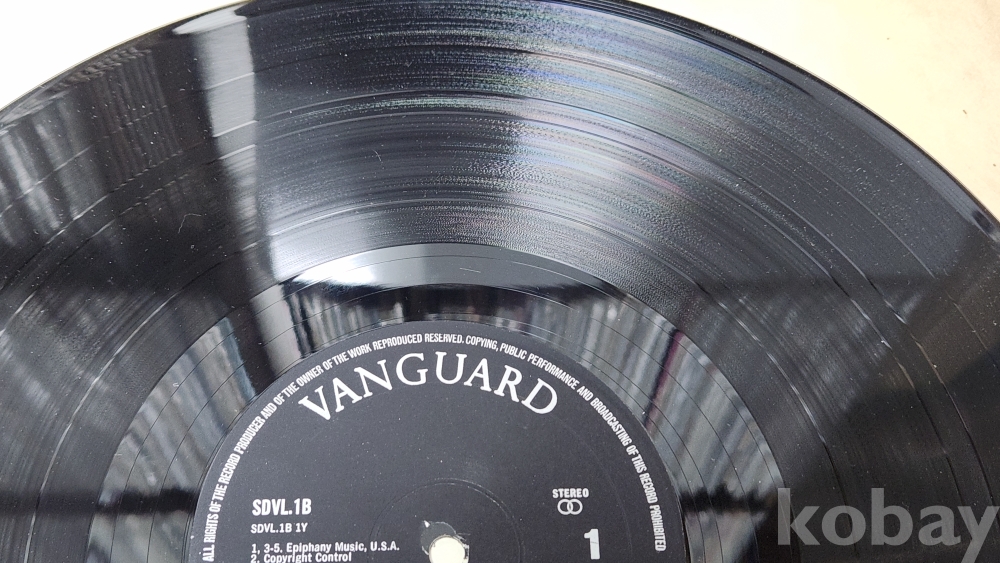 ALL RIGHTS OF THE RECORD PRODUCER AND OF THE OWNER OF THE WORK REPRODUCED RESERVED. COPYING, PUBLIC PERFORMANCE AND BROADCASTING OF THIS RECORD PROHIBITED
VANGUARD
SDVL.1B
STEREO
SDVL.1B 1Y
1
1, 3-5. Epiphany Music, U.S.A.
2. Copyright Control
kobay